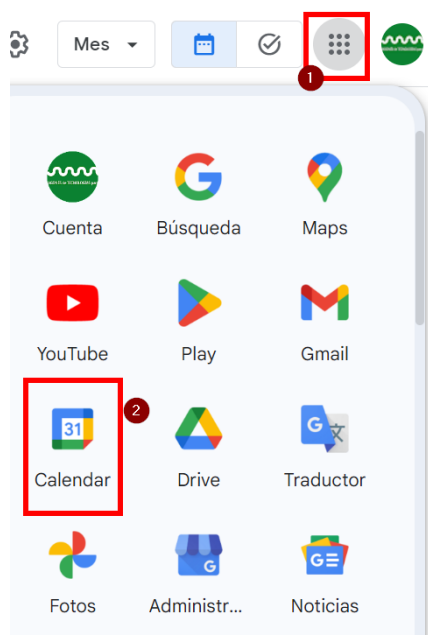 Mes
1
Cuenta Búsqueda Maps
YouTube Play Gmail
2
31 G
Calendar Drive Traductor
G G
Fotos Administr... Noticias